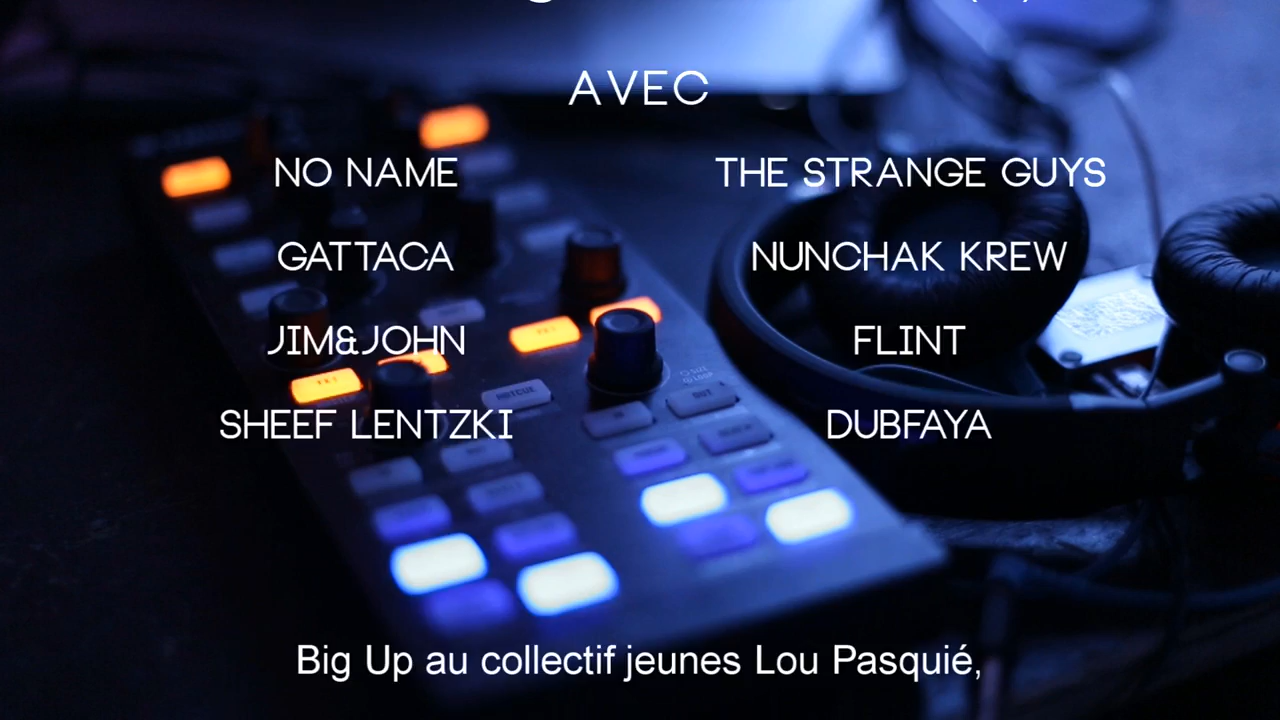 AVEC
NO NAME
THE STRANGE GUYS
GATTACA
NUNCHAK KREW
JIM&JOHN
FLINT
SHEEF LENTZKI
DUBFAYA
Big Up au collectif jeunes Lou Pasquié,